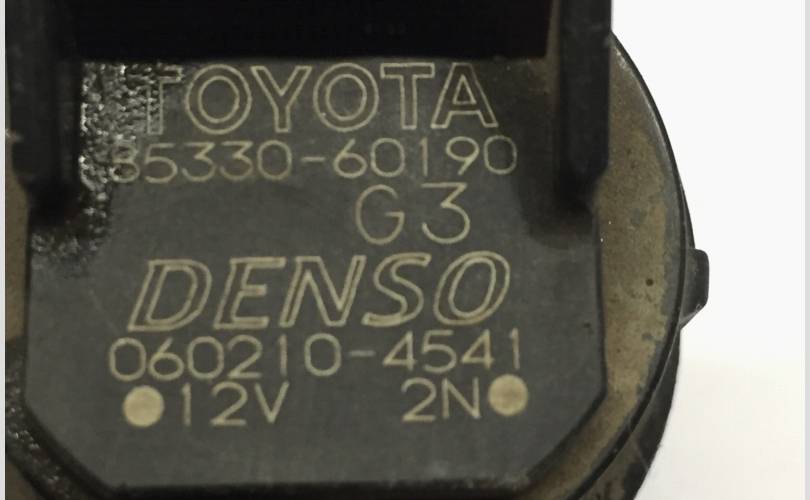 TOYOTA
85330-60190
G3
DENSO
060210-4541
12V 2N